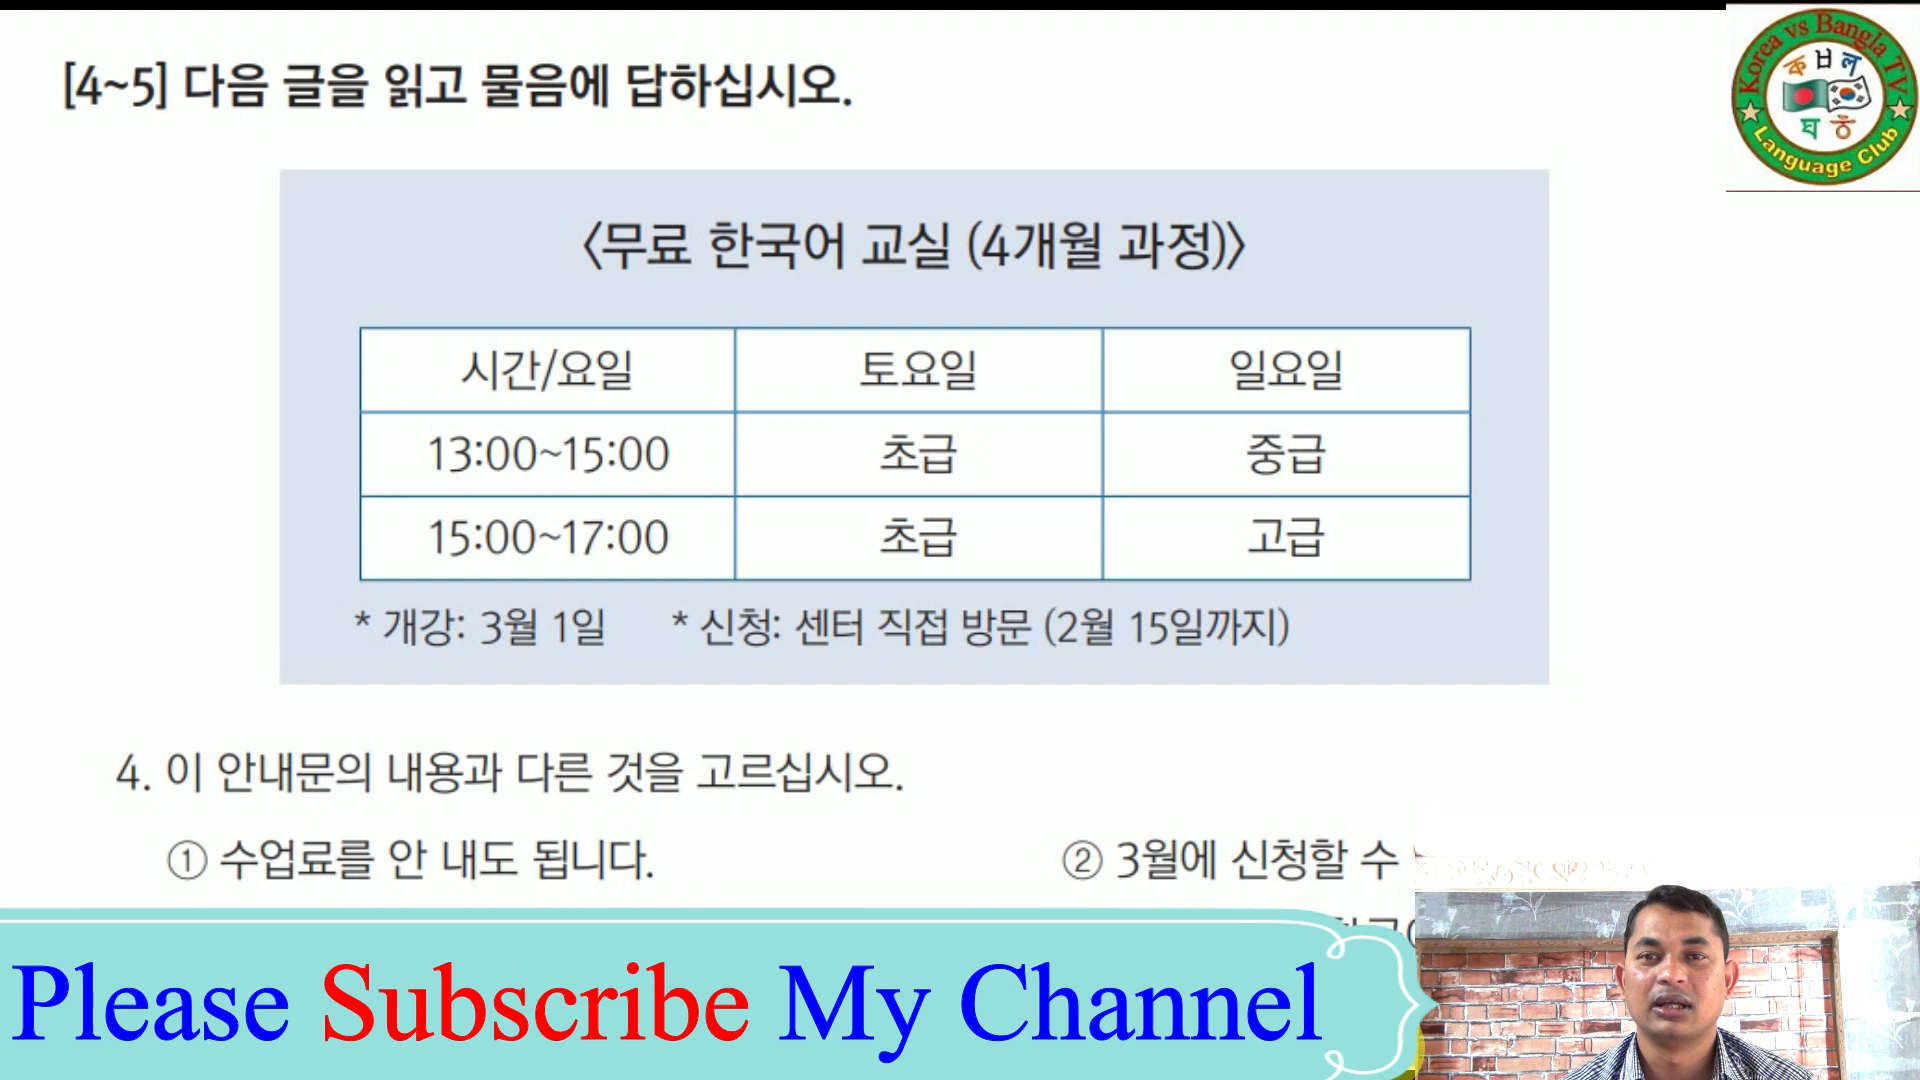 [4~5] 다음 글을 읽고 물음에 답하십시오.
Korea vs Bangla TV
ক ㅂ ল
ঘ ㅎ
Language Club
〈무료 한국어 교실 (4개월 과정)〉
시간/요일 토요일 일요일
13:00~15:00 초급 중급
15:00~17:00 초급 고급
* 개강: 3월 1일 * 신청: 센터 직접 방문 (2월 15일까지)
4. 이 안내문의 내용과 다른 것을 고르십시오.
① 수업료를 안 내도 됩니다. ② 3월에 신청할 수
Please Subscribe My Channel